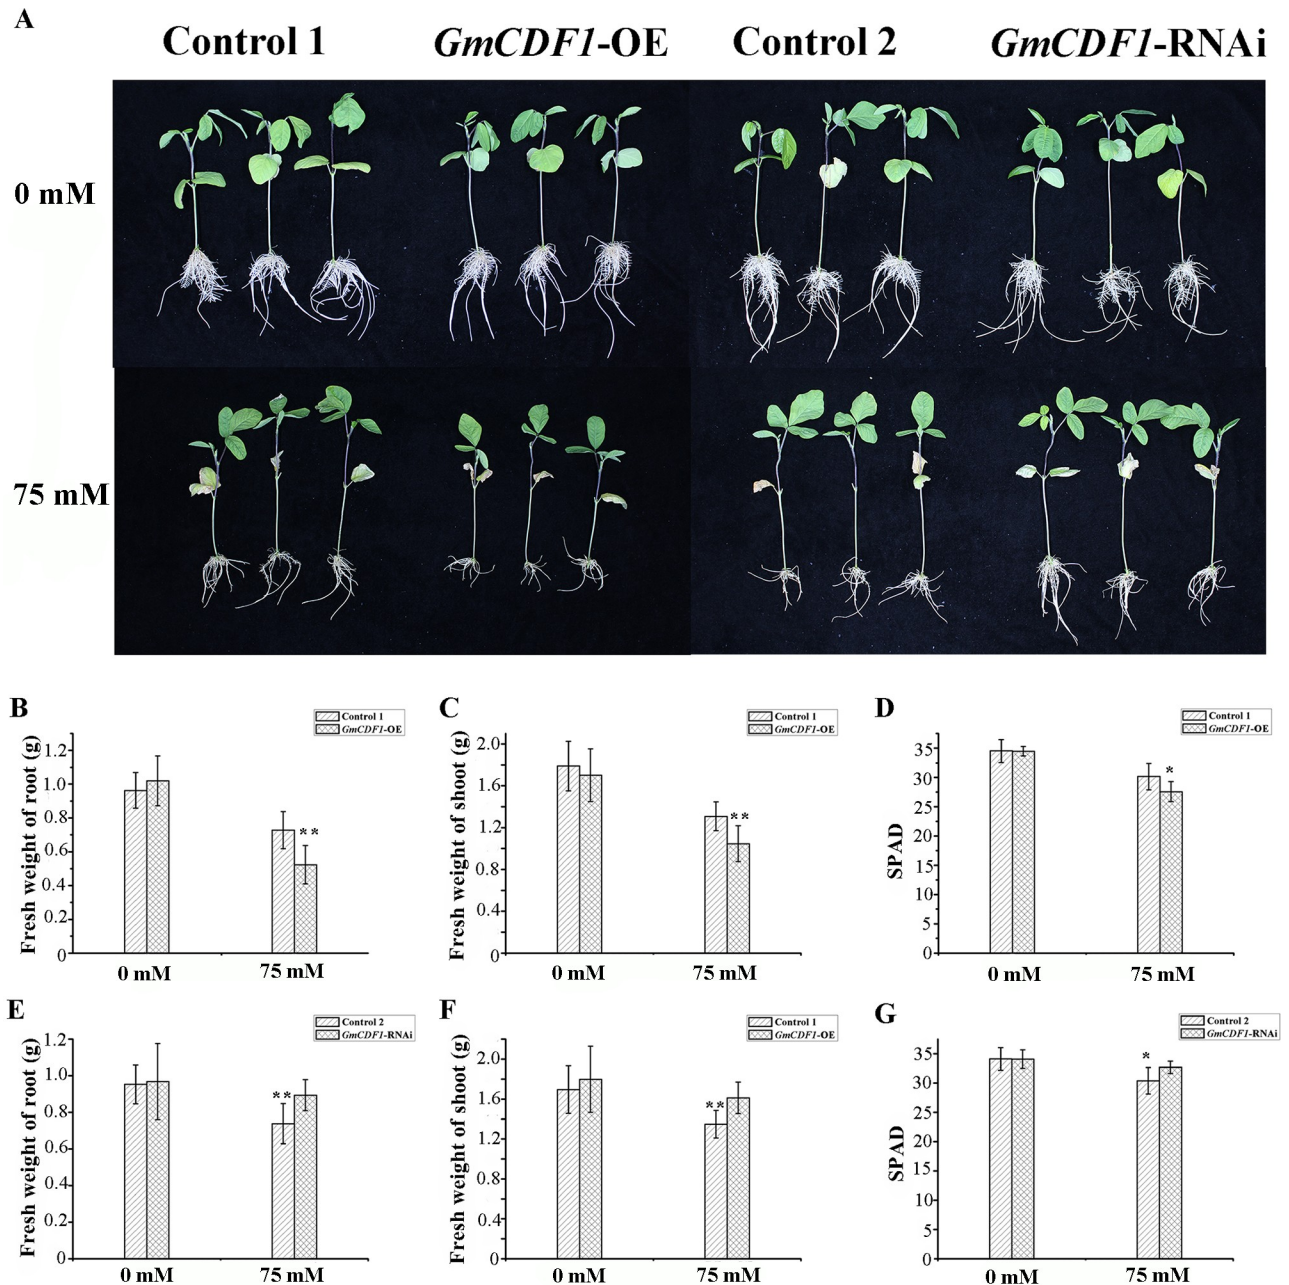 A
Control 1 GmCDF1-OE Control 2 GmCDF1-RNAi
0 mM
75 mM
B
Control 1
GmCDF1-OE
Fresh weight of root (g)
1.2
1.0
0.8
0.6
0.4
0.2
0
**
0 mM 75 mM
C
Control 1
GmCDF1-OE
Fresh weight of shoot (g)
2.0
1.6
1.2
0.8
0.4
0
**
0 mM 75 mM
D
Control 1
GmCDF1-OE
SPAD
35
30
25
20
15
10
5
0
*
0 mM 75 mM
E
Control 2
GmCDF1-RNAi
Fresh weight of root (g)
1.2
1.0
0.8
0.6
0.4
0.2
0
**
0 mM 75 mM
F
Control 1
GmCDF1-OE
Fresh weight of shoot (g)
2.0
1.6
1.2
0.8
0.4
0
**
0 mM 75 mM
G
Control 2
GmCDF1-RNAi
SPAD
35
30
25
20
15
10
5
0
*
0 mM 75 mM